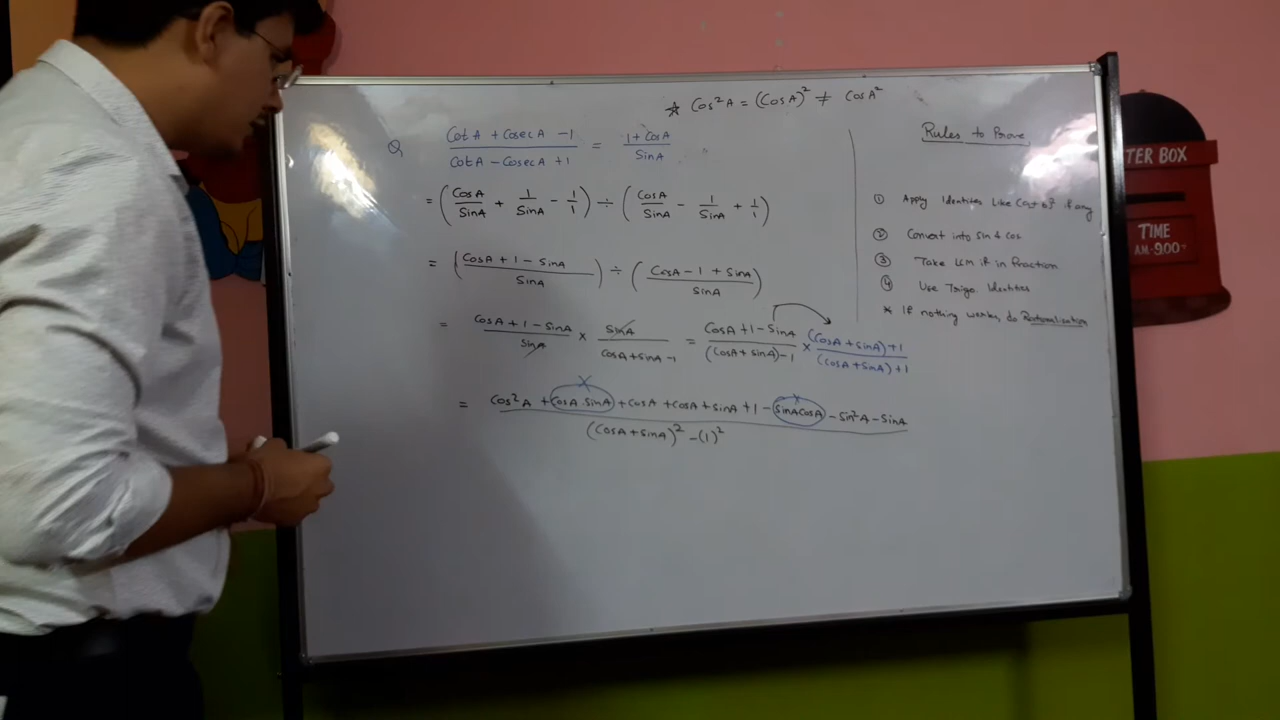 ☆ Cos²A = (CosA)² ≠ CosA²
Q (CotA + CosecA - 1)/(CotA - CosecA + 1) = (1 + CosA)/SinA
= (CosA/SinA + 1/SinA - 1/1) ÷ (CosA/SinA - 1/SinA + 1/1)
= ((CosA + 1 - SinA)/SinA) ÷ ((CosA - 1 + SinA)/SinA)
= (CosA + 1 - SinA)/SinA × SinA/(CosA + SinA - 1) = (CosA + 1 - SinA)/((CosA + SinA) - 1) × ((CosA + SinA) + 1)/((CosA + SinA) + 1)
= (Cos²A + CosA.SinA + CosA + CosA + SinA + 1 - SinACosA - Sin²A - SinA)/((CosA + SinA)² - (1)²)
Rules to Prove
① Apply Identities Like (a+b)² if any
② Convert into sin & cos
③ Take LCM if in fraction
④ Use Trigo. Identities
* If nothing works, do Rationalisation
TER BOX
TIME
AM-9.00